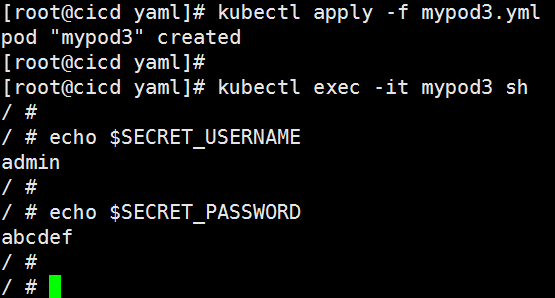 [root@cicd yaml]# kubectl apply -f mypod3.yml
pod "mypod3" created
[root@cicd yaml]#
[root@cicd yaml]# kubectl exec -it mypod3 sh
/ #
/ # echo $SECRET_USERNAME
admin
/ #
/ # echo $SECRET_PASSWORD
abcdef
/ #
/ #